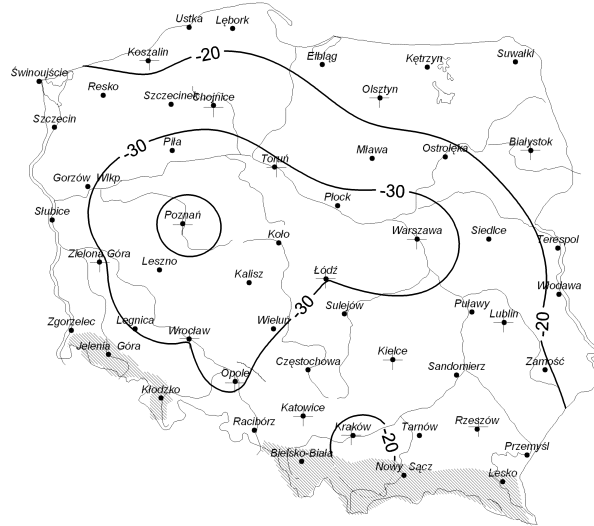 Ustka Lębork
-20
Koszalin
Elbląg Kętrzyn Suwałki
Świnoujście
Resko Szczecinek Chojnice Olsztyn
Szczecin
-30 Piła Mława Ostrołęka Białystok
Toruń
Gorzów Wlkp. -30
Słubice Poznań Płock
Koło Warszawa Siedlce Terespol
Zielona Góra Leszno
Kalisz Łódź Włodawa
-30
Zgorzelec Legnica Wrocław Wieluń Sulejów Puławy Lublin -20
Jelenia Góra
Opole Częstochowa Kielce Sandomierz Zamość
Kłodzko
Katowice
Racibórz Kraków -20 Tarnów Rzeszów
Bielsko-Biała Przemyśl
Nowy Sącz Lesko